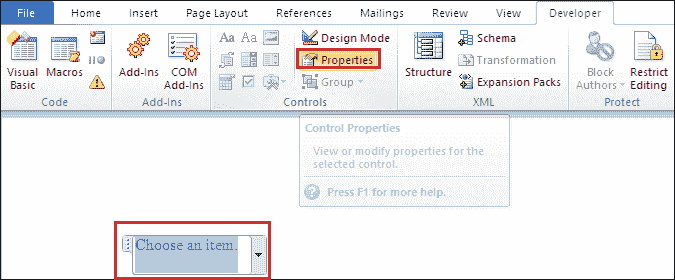 File Home Insert Page Layout References Mailings Review View Developer
Aa Aa Design Mode Schema
Properties Transformation
Visual Basic Macros Add-Ins COM Add-Ins Group Structure Expansion Packs Block Authors Restrict Editing
Code Add-Ins Controls XML Protect
Control Properties
View or modify properties for the
selected control.
Press F1 for more help.
Choose an item.